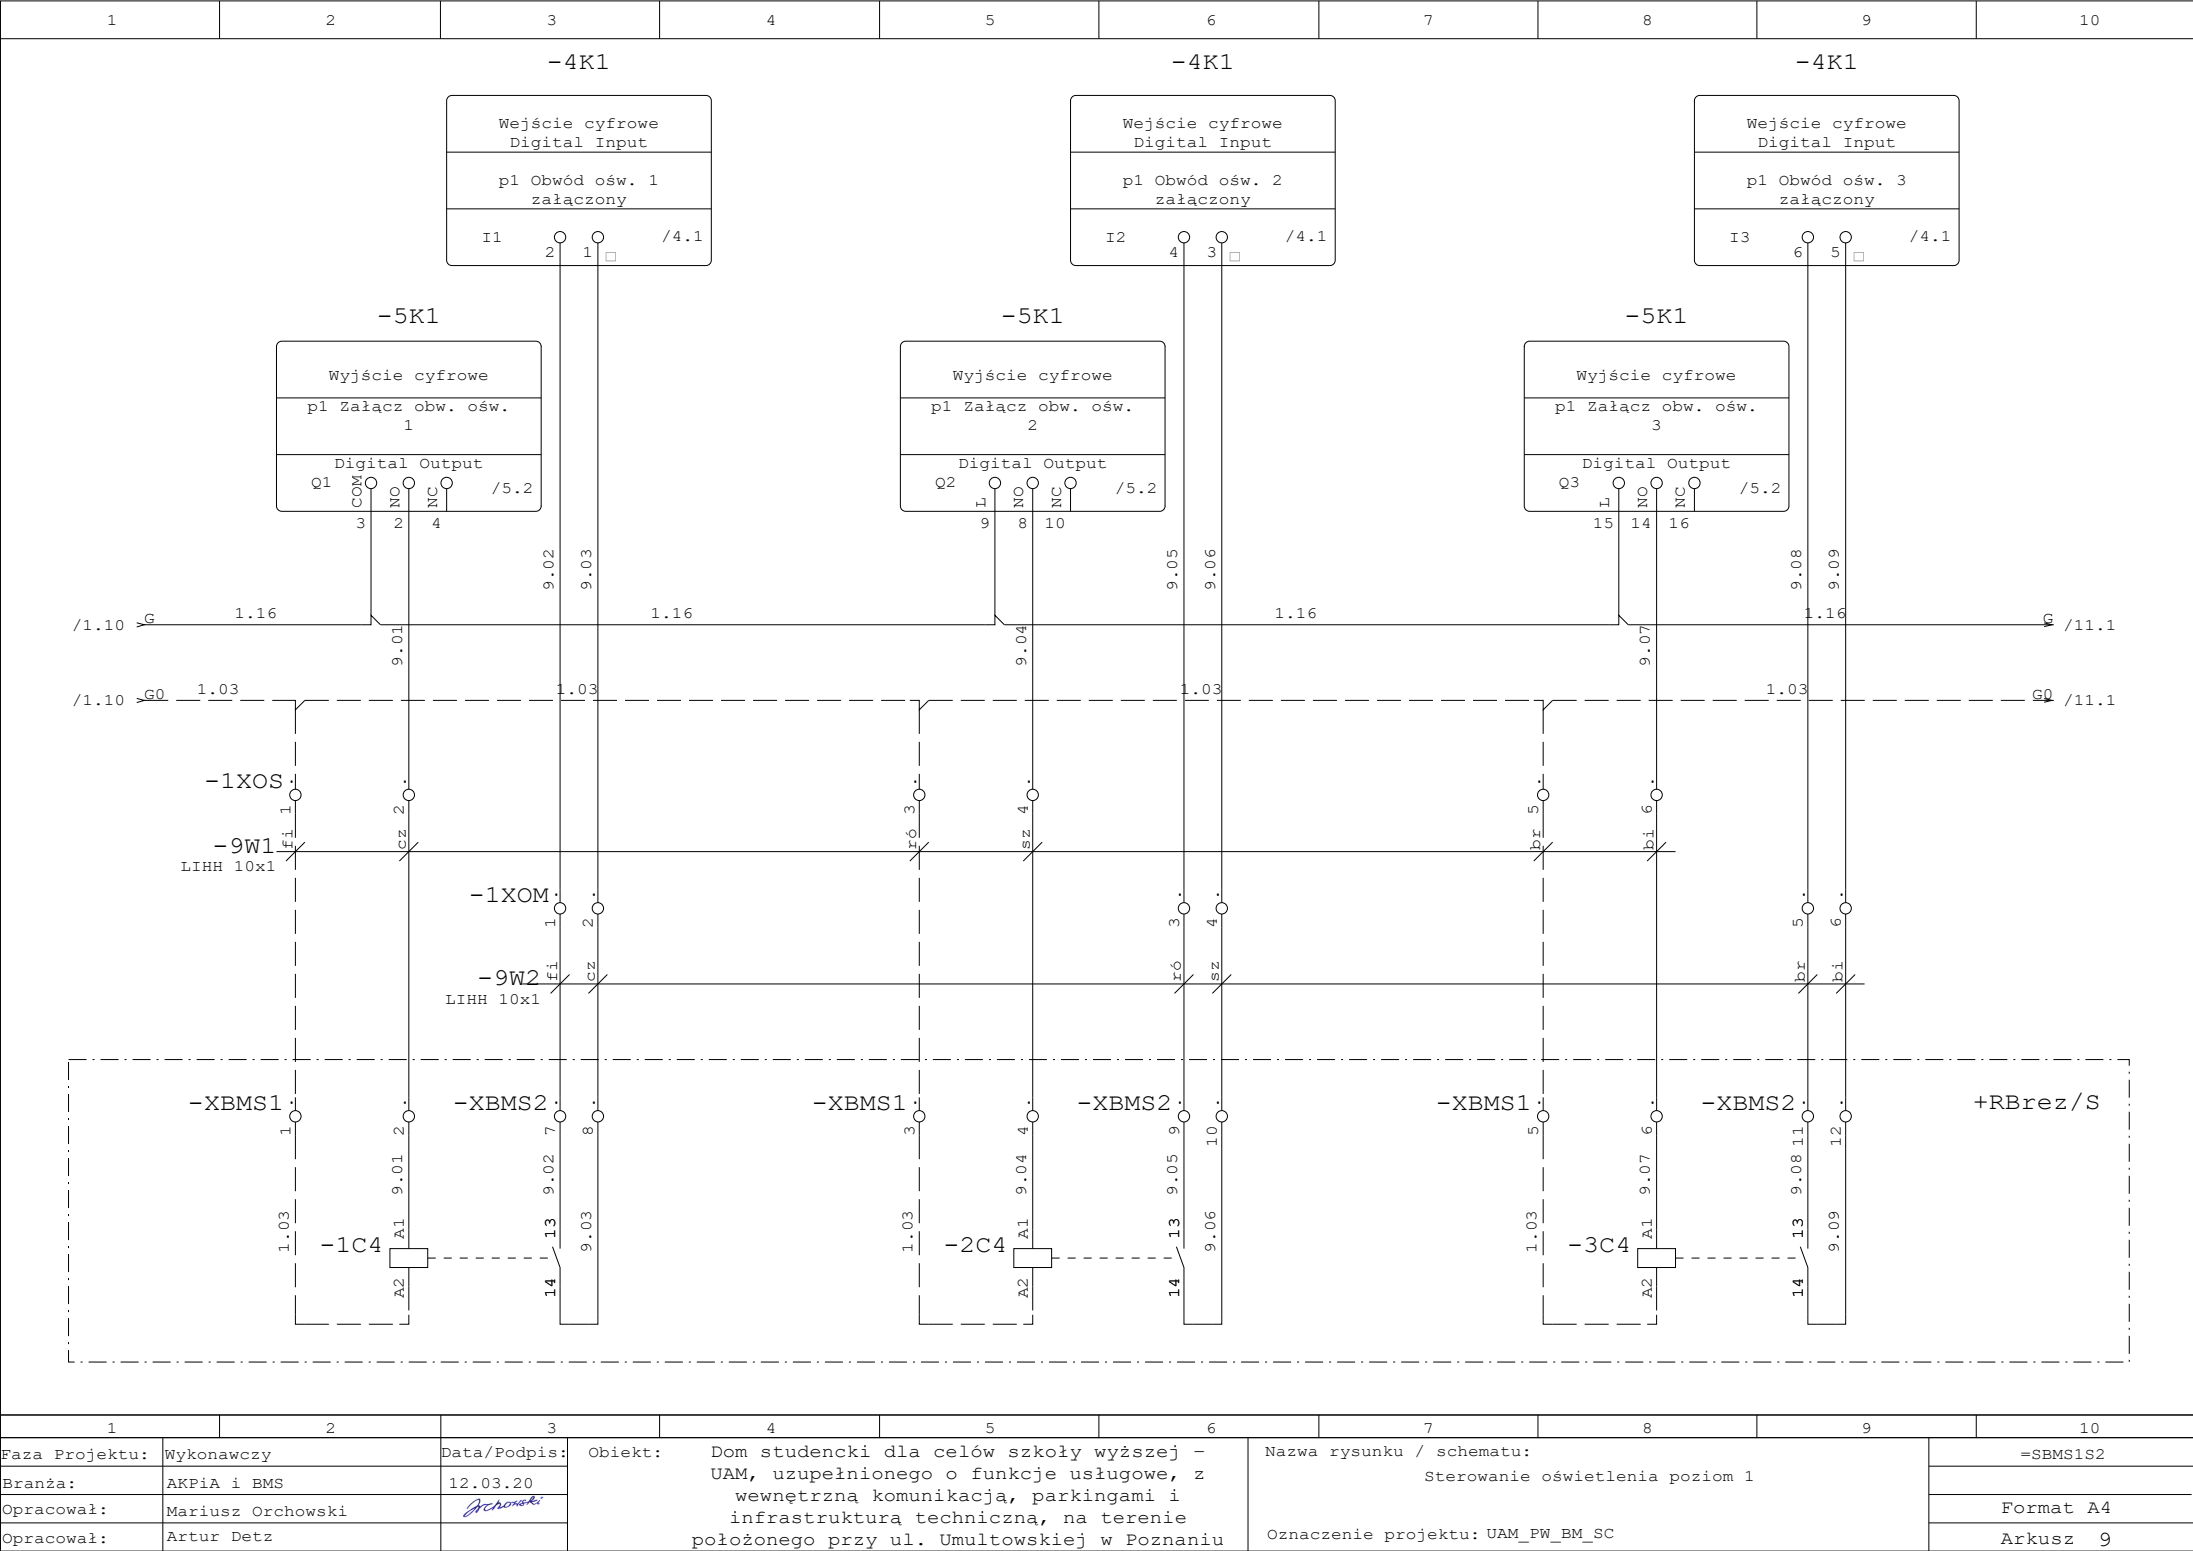 1 2 3 4 5 6 7 8 9 10
-4K1 -4K1 -4K1
Wejście cyfrowe
Digital Input
p1 Obwód ośw. 1
załączony
I1 2 1 /4.1
Wejście cyfrowe
Digital Input
p1 Obwód ośw. 2
załączony
I2 4 3 /4.1
Wejście cyfrowe
Digital Input
p1 Obwód ośw. 3
załączony
I3 6 5 /4.1
-5K1 -5K1 -5K1
Wyjście cyfrowe
p1 Załącz obw. ośw.
1
Digital Output
Q1 COM NO NC /5.2
3 2 4
Wyjście cyfrowe
p1 Załącz obw. ośw.
2
Digital Output
Q2 L NO NC /5.2
9 8 10
Wyjście cyfrowe
p1 Załącz obw. ośw.
3
Digital Output
Q3 L NO NC /5.2
15 14 16
9.02 9.03 9.05 9.06 9.08 9.09
/1.10 G 1.16 1.16 1.16 1.16 G /11.1
9.01 9.04 9.07
/1.10 G0 1.03 1.03 1.03 1.03 G0 /11.1
-1XOS 1 2 3 4 5 6
-9W1 fi cz ró sz br bi
LIHH 10x1
-1XOM 1 2 3 4 5 6
-9W2 fi cz ró sz br bi
LIHH 10x1
-XBMS1 -XBMS2 -XBMS1 -XBMS2 -XBMS1 -XBMS2 +RBrez/S
1 2 7 8 3 4 9 10 5 6 11 12
9.01 9.02 9.04 9.05 9.07 9.08
1.03 A1 13 9.03 1.03 A1 13 9.06 1.03 A1 13 9.09
-1C4 -2C4 -3C4
A2 14 A2 14 A2 14
1 2 3 4 5 6 7 8 9 10
Faza Projektu: Wykonawczy Data/Podpis:
Branża: AKPiA i BMS 12.03.20
Opracował: Mariusz Orchowski Orchowski
Opracował: Artur Detz
Obiekt: Dom studencki dla celów szkoły wyższej -
UAM, uzupełnionego o funkcje usługowe, z
wewnętrzną komunikacją, parkingami i
infrastrukturą techniczną, na terenie
położonego przy ul. Umultowskiej w Poznaniu
Nazwa rysunku / schematu:
Sterowanie oświetlenia poziom 1
Oznaczenie projektu: UAM_PW_BM_SC
=SBMS1S2
Format A4
Arkusz 9